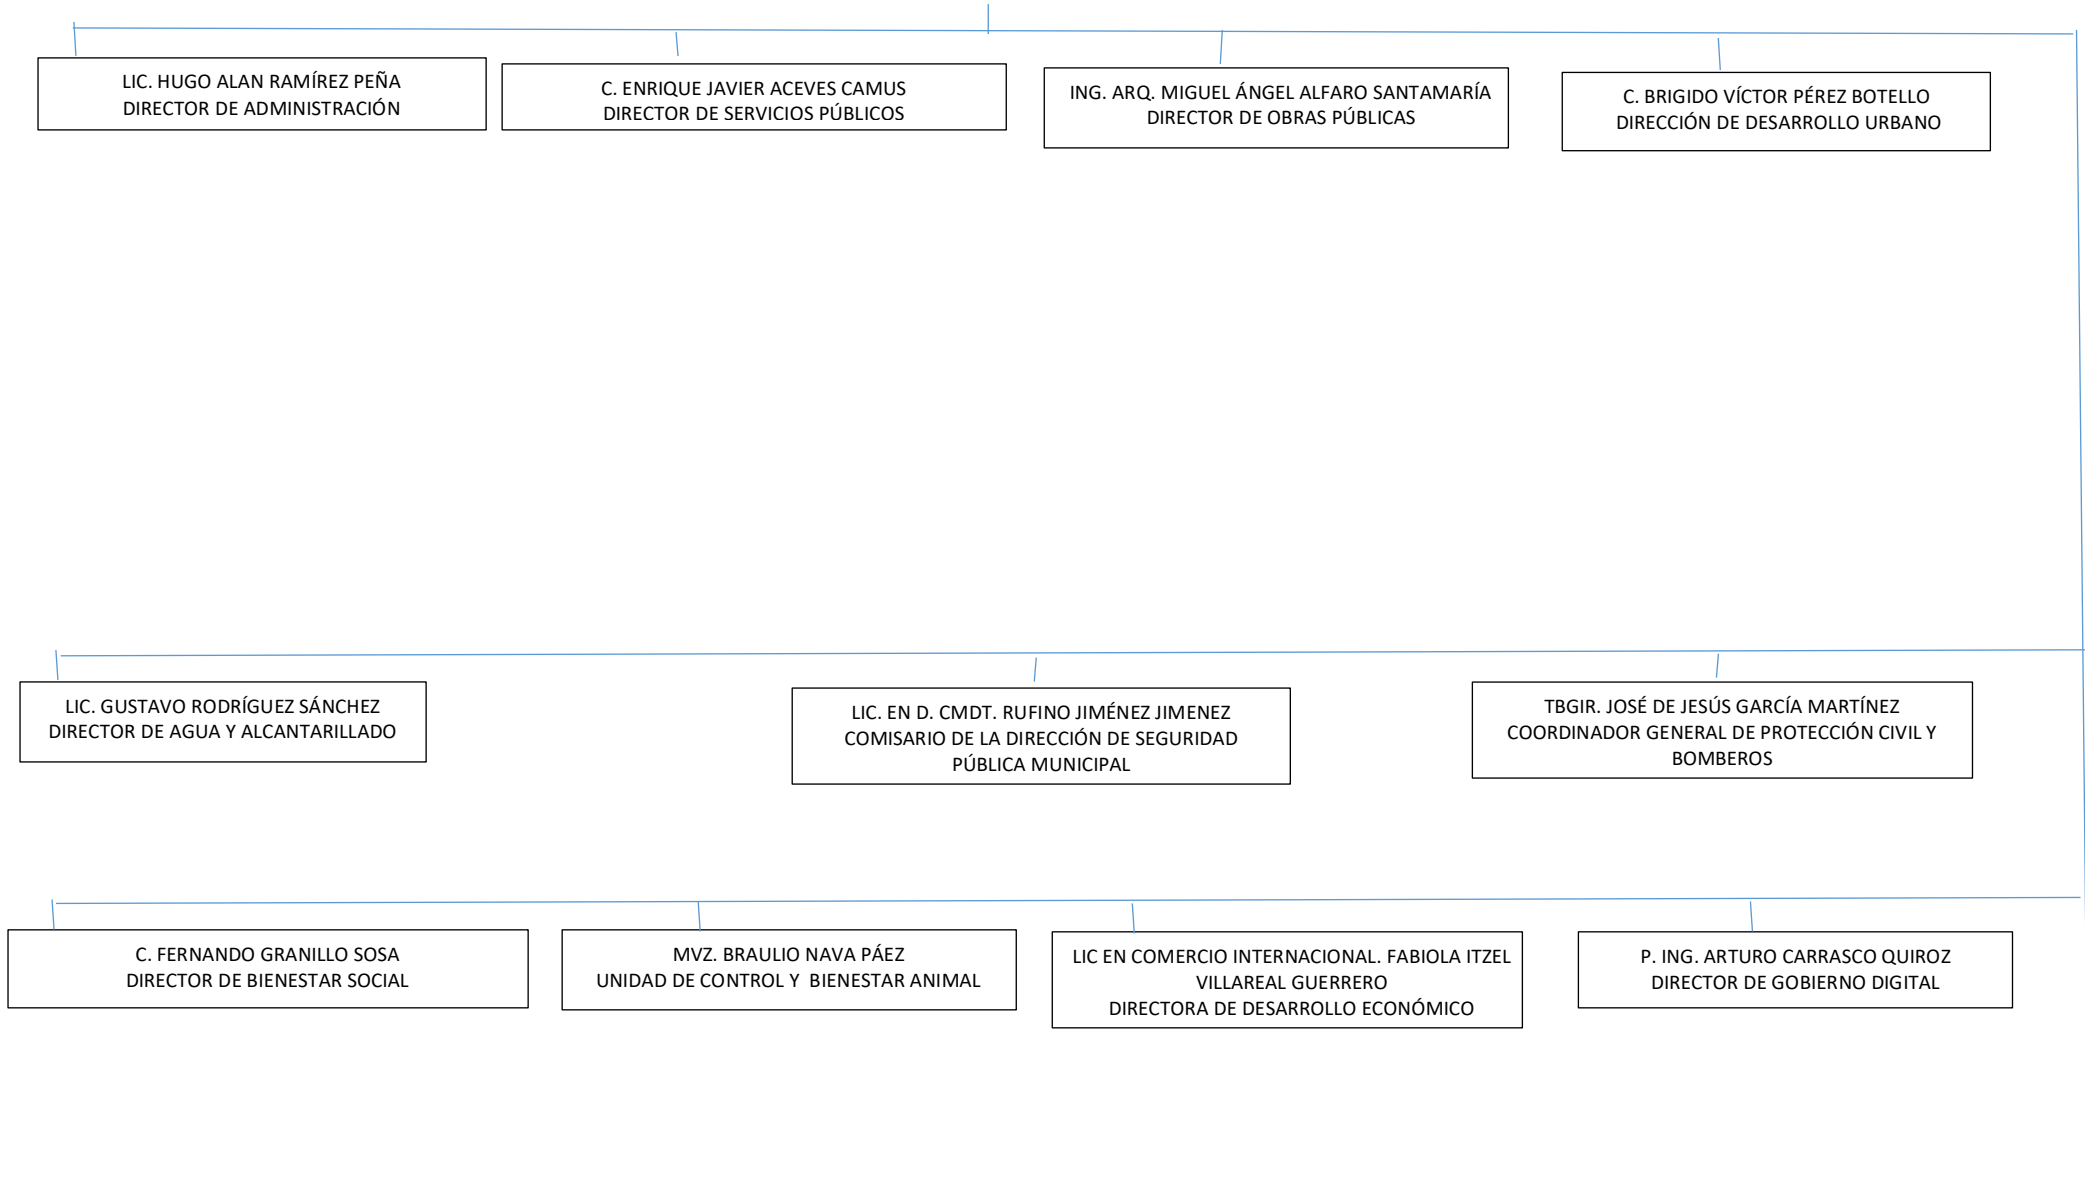 LIC. HUGO ALAN RAMÍREZ PEÑA
DIRECTOR DE ADMINISTRACIÓN
C. ENRIQUE JAVIER ACEVES CAMUS
DIRECTOR DE SERVICIOS PÚBLICOS
ING. ARQ. MIGUEL ÁNGEL ALFARO SANTAMARÍA
DIRECTOR DE OBRAS PÚBLICAS
C. BRIGIDO VÍCTOR PÉREZ BOTELLO
DIRECCIÓN DE DESARROLLO URBANO
LIC. GUSTAVO RODRÍGUEZ SÁNCHEZ
DIRECTOR DE AGUA Y ALCANTARILLADO
LIC. EN D. CMDT. RUFINO JIMÉNEZ JIMENEZ
COMISARIO DE LA DIRECCIÓN DE SEGURIDAD
PÚBLICA MUNICIPAL
TBGIR. JOSÉ DE JESÚS GARCÍA MARTÍNEZ
COORDINADOR GENERAL DE PROTECCIÓN CIVIL Y
BOMBEROS
C. FERNANDO GRANILLO SOSA
DIRECTOR DE BIENESTAR SOCIAL
MVZ. BRAULIO NAVA PÁEZ
UNIDAD DE CONTROL Y  BIENESTAR ANIMAL
LIC EN COMERCIO INTERNACIONAL. FABIOLA ITZEL
VILLAREAL GUERRERO
DIRECTORA DE DESARROLLO ECONÓMICO
P. ING. ARTURO CARRASCO QUIROZ
DIRECTOR DE GOBIERNO DIGITAL